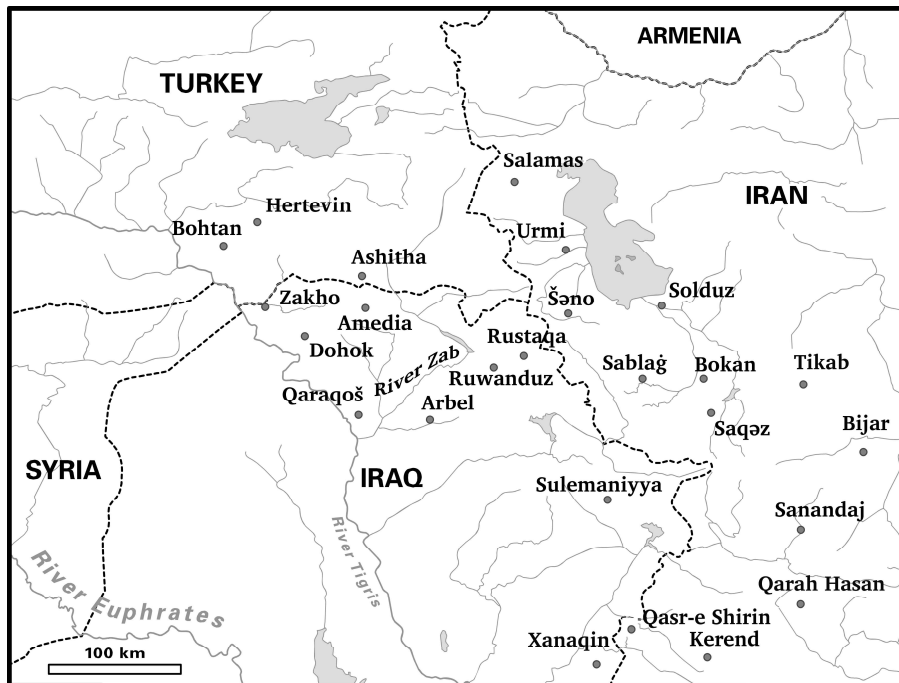 ARMENIA
TURKEY
Salamas
IRAN
Hertevin
Bohtan
Urmi
Ashitha
Zakho
Šəno
Solduz
Amedia
Dohok
Rustaqa
River Zab
Ruwanduz
Sablaġ
Bokan
Tikab
Qaraqoš
Arbel
Saqəz
Bijar
SYRIA
IRAQ
Sulemaniyya
Sanandaj
River Tigris
River Euphrates
Qarah Hasan
Qasr-e Shirin
Xanaqin
Kerend
100 km